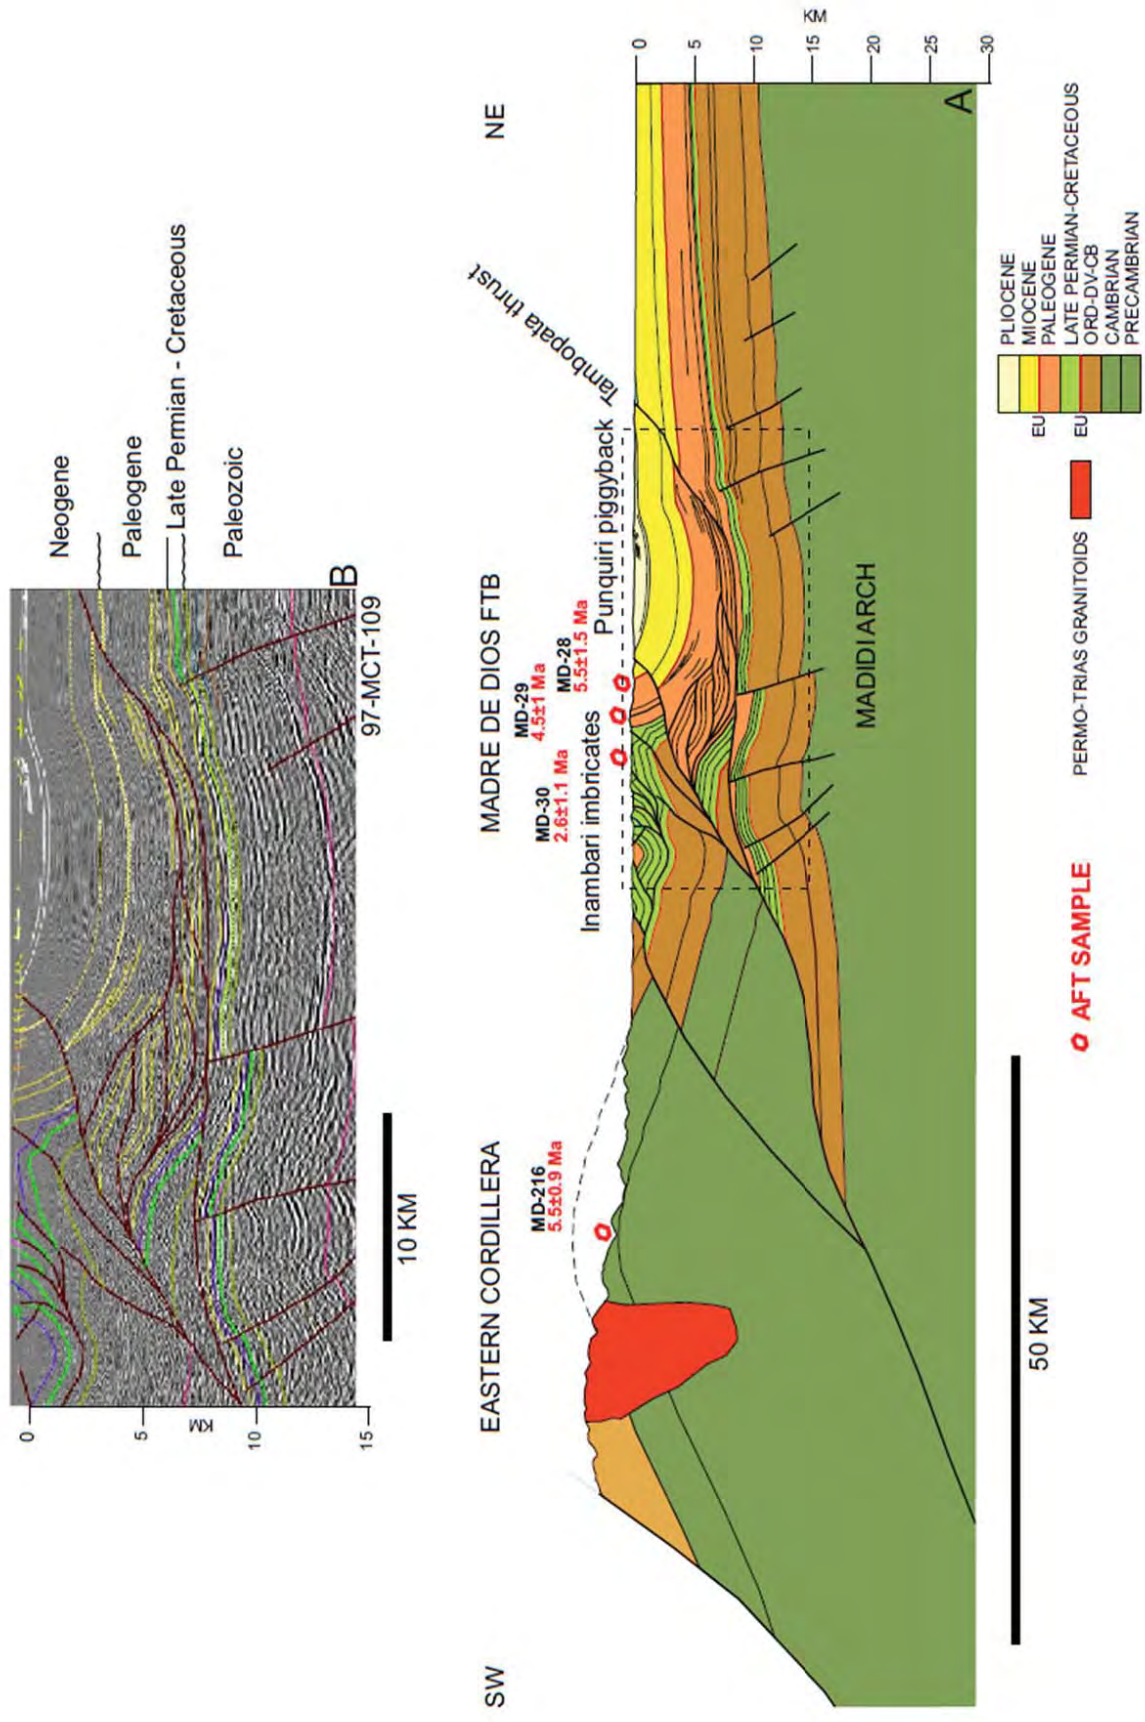 Neogene
Paleogene
Late Permian - Cretaceous
Paleozoic
B
97-MCT-109
0
5
10
15
KM
10 KM
SW
EASTERN CORDILLERA
MADRE DE DIOS FTB
NE
MD-216
5.5±0.9 Ma
MD-30
2.6±1.1 Ma
MD-29
4.5±1 Ma
MD-28
5.5±1.5 Ma
Inambari imbricates
Punquiri piggyback
Tambopata thrust
KM
0
5
10
15
20
25
30
MADIDI ARCH
A
50 KM
AFT SAMPLE
PERMO-TRIAS GRANITOIDS
PLIOCENE
MIOCENE
EU
PALEOGENE
LATE PERMIAN-CRETACEOUS
EU
ORD-DV-CB
CAMBRIAN
PRECAMBRIAN